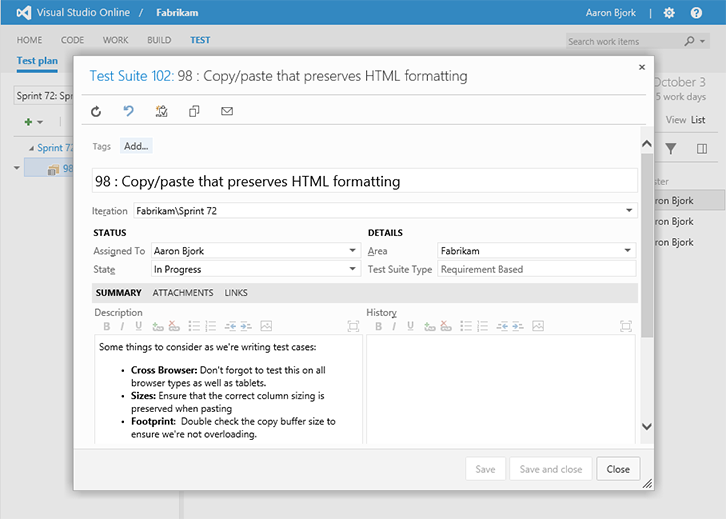 Visual Studio Online / Fabrikam
Aaron Bjork
HOME CODE WORK BUILD TEST
Search work items
Test plan
October 3
5 work days
Sprint 72: Spr
View List
Sprint 72
98
Aaron Bjork
Test Suite 102: 98 : Copy/paste that preserves HTML formatting
Tags Add...
98 : Copy/paste that preserves HTML formatting
Iteration Fabrikam\Sprint 72
STATUS
DETAILS
Assigned To Aaron Bjork
Area Fabrikam
State In Progress
Test Suite Type Requirement Based
SUMMARY ATTACHMENTS LINKS
Description
History
B I U
B I U
Some things to consider as we're writing test cases:
• Cross Browser: Don't forgot to test this on all
browser types as well as tablets.
• Sizes: Ensure that the correct column sizing is
preserved when pasting
• Footprint: Double check the copy buffer size to
ensure we're not overloading.
ster
ron Bjork
ron Bjork
ron Bjork
Save Save and close Close